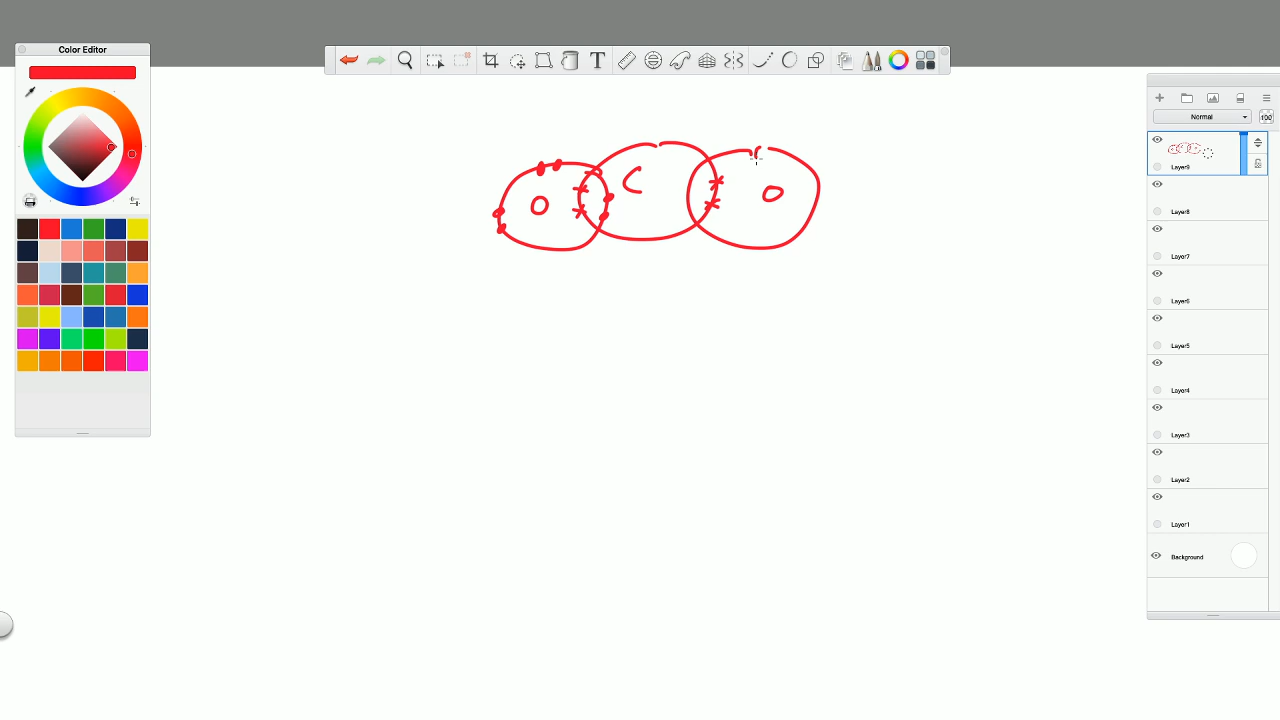 Color Editor
T
Normal
100
Layer9
Layer8
Layer7
Layer6
Layer5
Layer4
Layer3
Layer2
Layer1
Background
O C O